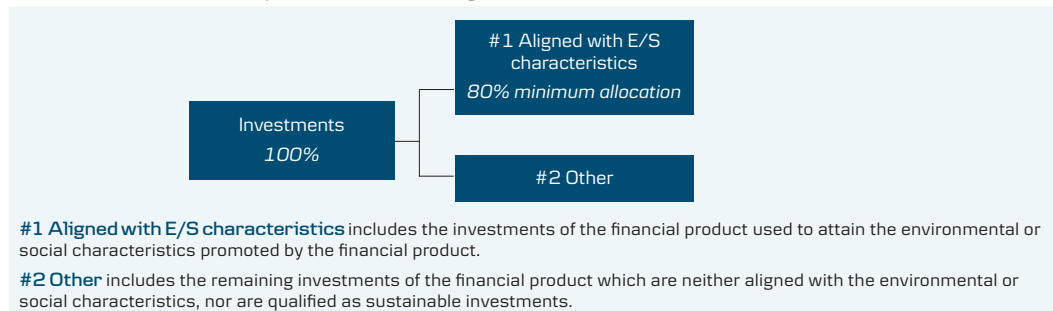 #1 Aligned with E/S
characteristics
80% minimum allocation
Investments
100%
#2 Other
#1 Aligned with E/S characteristics includes the investments of the financial product used to attain the environmental or
social characteristics promoted by the financial product.
#2 Other includes the remaining investments of the financial product which are neither aligned with the environmental or
social characteristics, nor are qualified as sustainable investments.